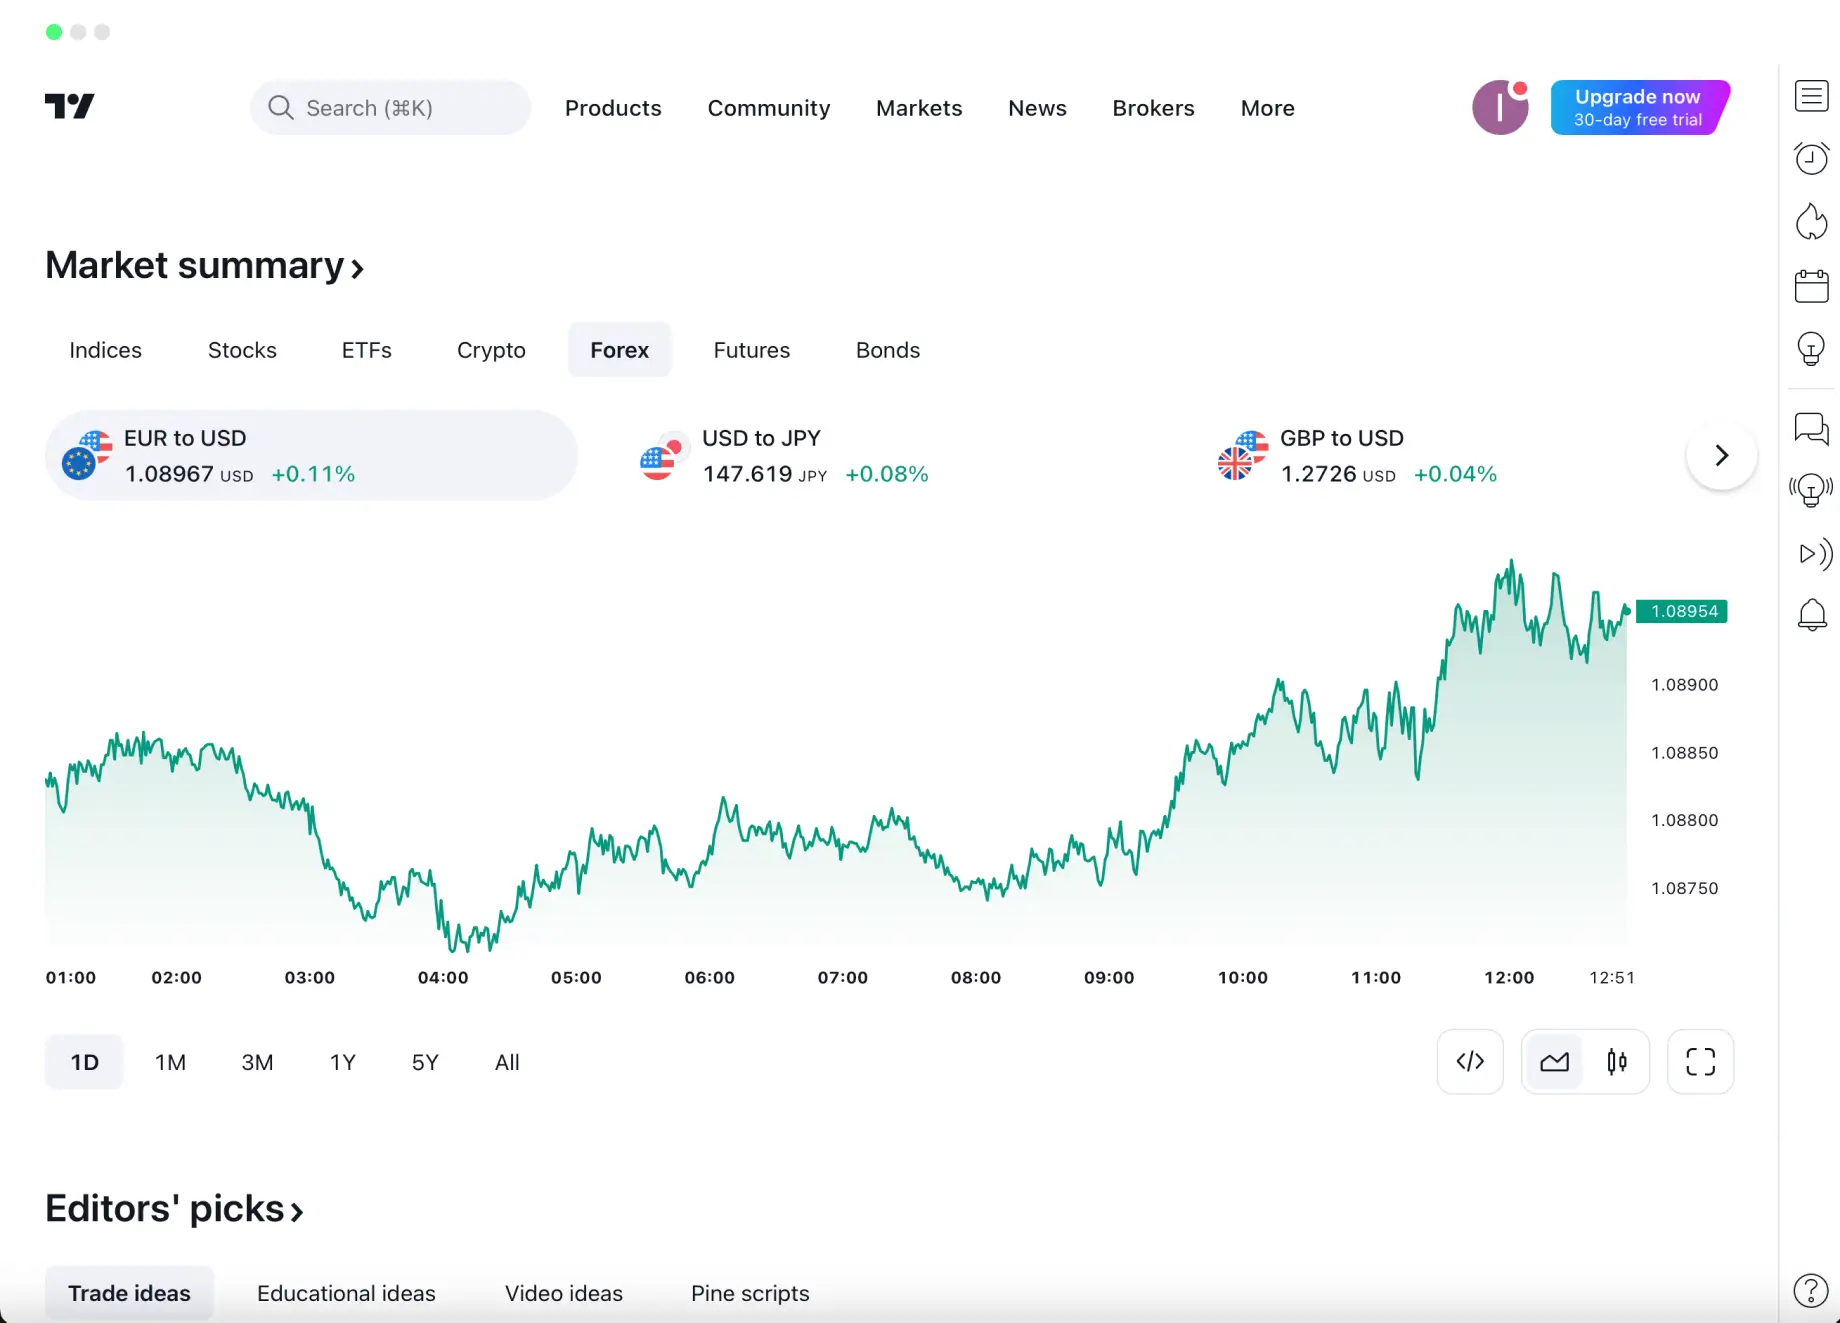 Search (⌘K)
Products
Community
Markets
News
Brokers
More
Upgrade now
30-day free trial
Market summary
Indices
Stocks
ETFs
Crypto
Forex
Futures
Bonds
EUR to USD
1.08967 USD +0.11%
USD to JPY
147.619 JPY +0.08%
GBP to USD
1.2726 USD +0.04%
1.08954
1.08900
1.08850
1.08800
1.08750
01:00 02:00 03:00 04:00 05:00 06:00 07:00 08:00 09:00 10:00 11:00 12:00 12:51
1D
1M
3M
1Y
5Y
All
Editors' picks
Trade ideas
Educational ideas
Video ideas
Pine scripts